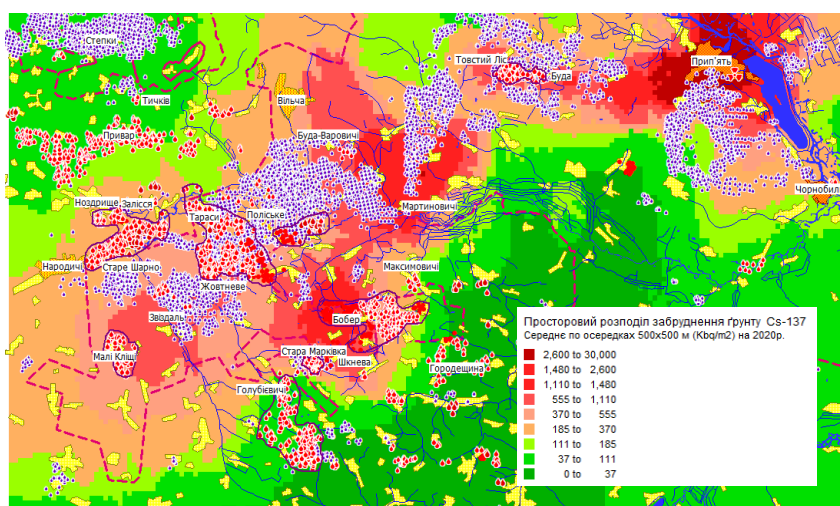 Степки
Товстий Ліс
Прип'ять
Буда
Тичків
Вільча
Привар
Буда-Варовичі
Чорнобил
Ноздрище
Залісся
Тараси
Поліське
Мартиновичі
Народичі
Старе Шарно
Максимовичі
Жовтневе
Звіздаль
Бобер
Малі Кліщі
Стара Марківка
Шкнева
Городещина
Голубієвичі
Просторовий розподіл забруднення ґрунту Cs-137
Середнє по осередках 500х500 м (Kbq/m2) на 2020р.
2,600 to 30,000
1,480 to 2,600
1,110 to 1,480
555 to 1,110
370 to 555
185 to 370
111 to 185
37 to 111
0 to 37